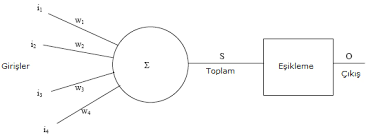 i1
w1
i2
w2
S
O
Girişler
Σ
Eşikleme
Toplam
Çıkış
i3
w3
w4
i4